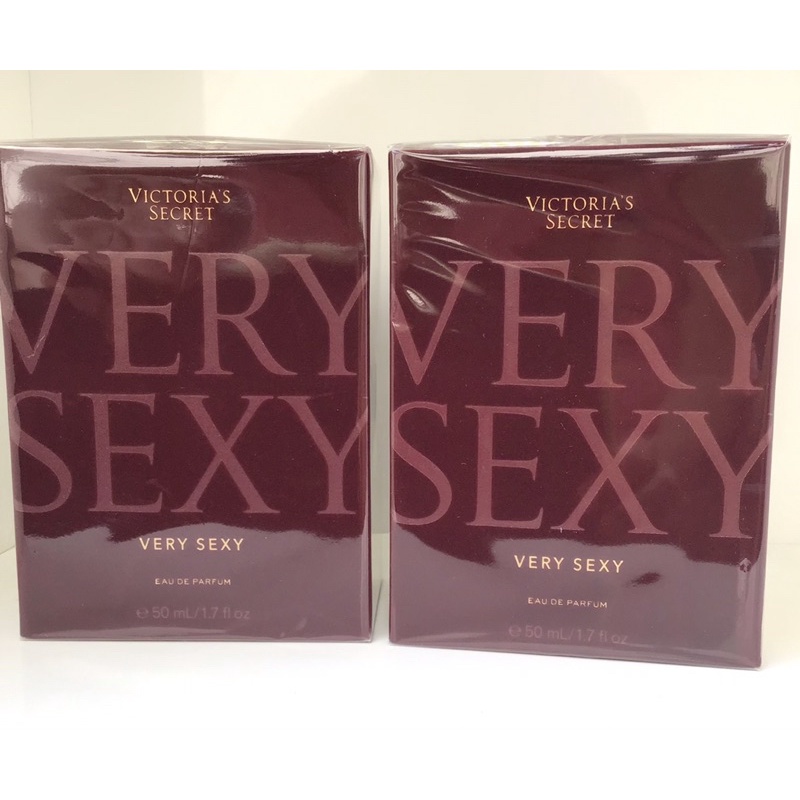 VICTORIA'S
SECRET
VERY
SEXY
VERY SEXY
EAU DE PARFUM
℮ 50 mL/1.7 fl oz
VICTORIA'S
SECRET
VERY
SEXY
VERY SEXY
EAU DE PARFUM
℮ 50 mL/1.7 fl oz